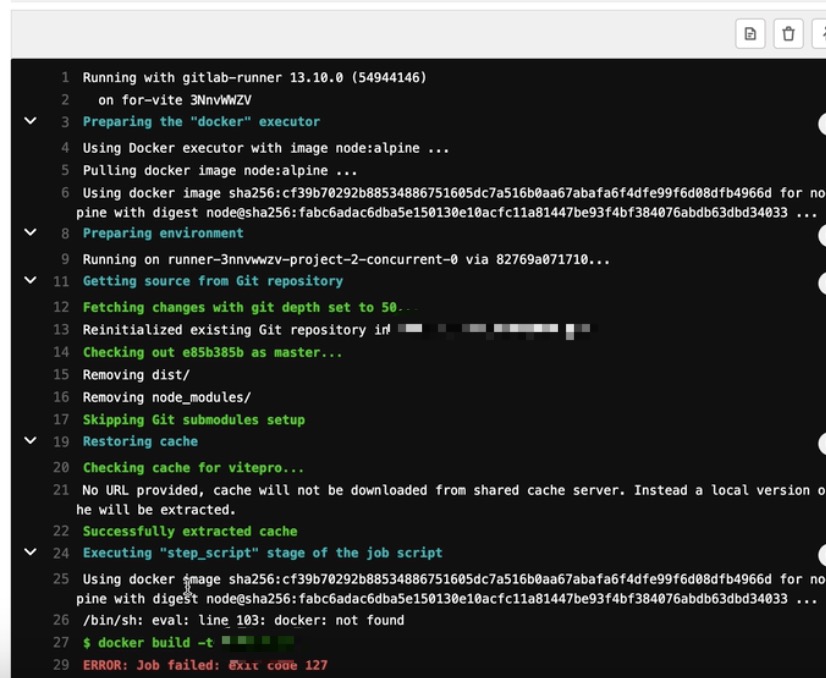 1 Running with gitlab-runner 13.10.0 (54944146)
2 on for-vite 3NnvWWZV
3 Preparing the "docker" executor
4 Using Docker executor with image node:alpine ...
5 Pulling docker image node:alpine ...
6 Using docker image sha256:cf39b70292b88534886751605dc7a516b0aa67abafa6f4dfe99f6d08dfb4966d for no
pine with digest node@sha256:fabc6adac6dba5e150130e10acfc11a81447be93f4bf384076abdb63dbd34033 ...
8 Preparing environment
9 Running on runner-3nnvwwzv-project-2-concurrent-0 via 82769a071710...
11 Getting source from Git repository
12 Fetching changes with git depth set to 50...
13 Reinitialized existing Git repository in
14 Checking out e85b385b as master...
15 Removing dist/
16 Removing node_modules/
17 Skipping Git submodules setup
19 Restoring cache
20 Checking cache for vitepro...
21 No URL provided, cache will not be downloaded from shared cache server. Instead a local version o
he will be extracted.
22 Successfully extracted cache
24 Executing "step_script" stage of the job script
25 Using docker image sha256:cf39b70292b88534886751605dc7a516b0aa67abafa6f4dfe99f6d08dfb4966d for no
pine with digest node@sha256:fabc6adac6dba5e150130e10acfc11a81447be93f4bf384076abdb63dbd34033 ...
26 /bin/sh: eval: line 103: docker: not found
27 $ docker build -t
29 ERROR: Job failed: exit code 127